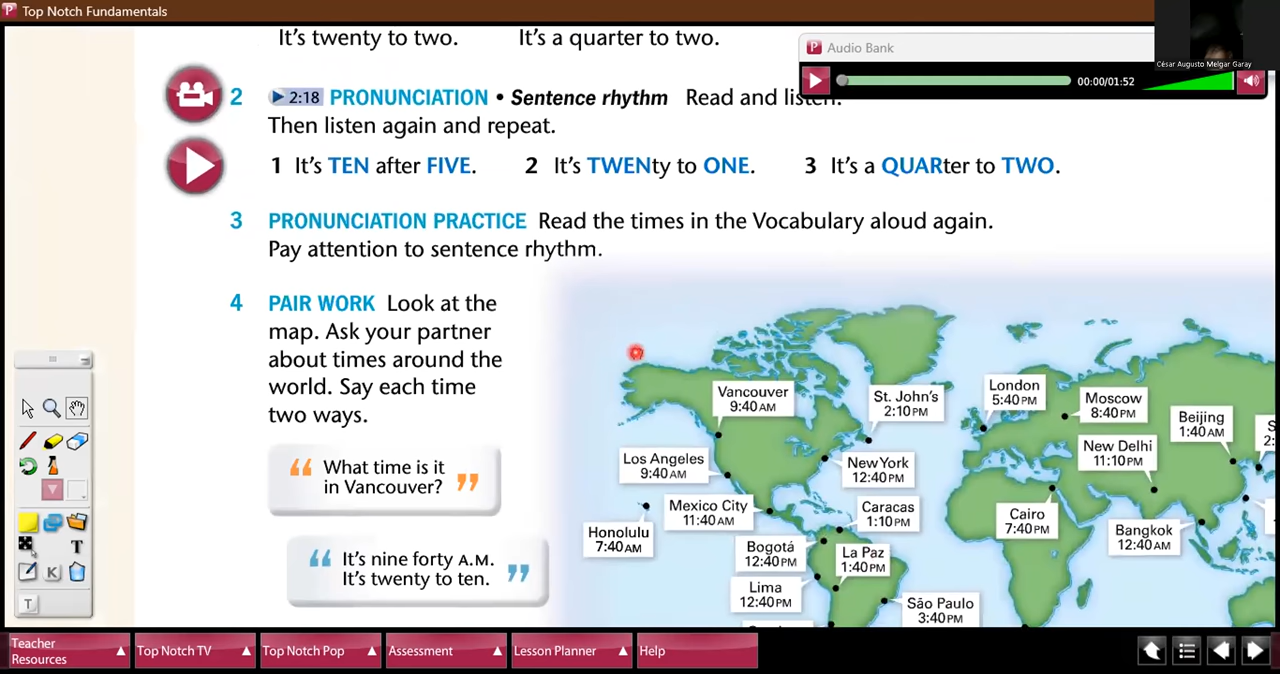 Top Notch Fundamentals
It's twenty to two. It's a quarter to two.
Audio Bank
César Augusto Melgar Garay
00:00/01:52
2 2:18 PRONUNCIATION • Sentence rhythm Read and listen.
Then listen again and repeat.
1 It's TEN after FIVE. 2 It's TWENty to ONE. 3 It's a QUARter to TWO.
3 PRONUNCIATION PRACTICE Read the times in the Vocabulary aloud again.
Pay attention to sentence rhythm.
4 PAIR WORK Look at the
map. Ask your partner
about times around the
world. Say each time
two ways.
“ What time is it
in Vancouver? ”
“ It's nine forty A.M.
It's twenty to ten. ”
Vancouver
9:40 AM
St. John's
2:10 PM
London
5:40 PM
Moscow
8:40 PM
Beijing
1:40 AM
Los Angeles
9:40 AM
New York
12:40 PM
New Delhi
11:10 PM
Mexico City
11:40 AM
Caracas
1:10 PM
Cairo
7:40 PM
Bangkok
12:40 AM
Honolulu
7:40 AM
Bogotá
12:40 PM
La Paz
1:40 PM
Lima
12:40 PM
São Paulo
3:40 PM
T
K
T
Teacher
Resources
Top Notch TV
Top Notch Pop
Assessment
Lesson Planner
Help